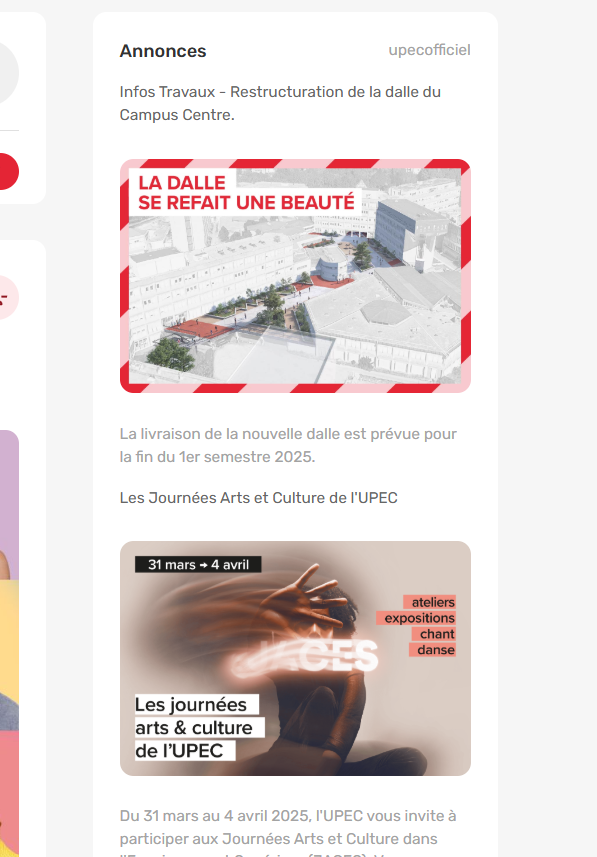 Annonces
upecofficiel
Infos Travaux - Restructuration de la dalle du
Campus Centre.
LA DALLE
SE REFAIT UNE BEAUTÉ
La livraison de la nouvelle dalle est prévue pour
la fin du 1er semestre 2025.
Les Journées Arts et Culture de l'UPEC
31 mars → 4 avril
ateliers
expositions
chant
danse
JACES
Les journées
arts & culture
de l'UPEC
Du 31 mars au 4 avril 2025, l'UPEC vous invite à
participer aux Journées Arts et Culture dans